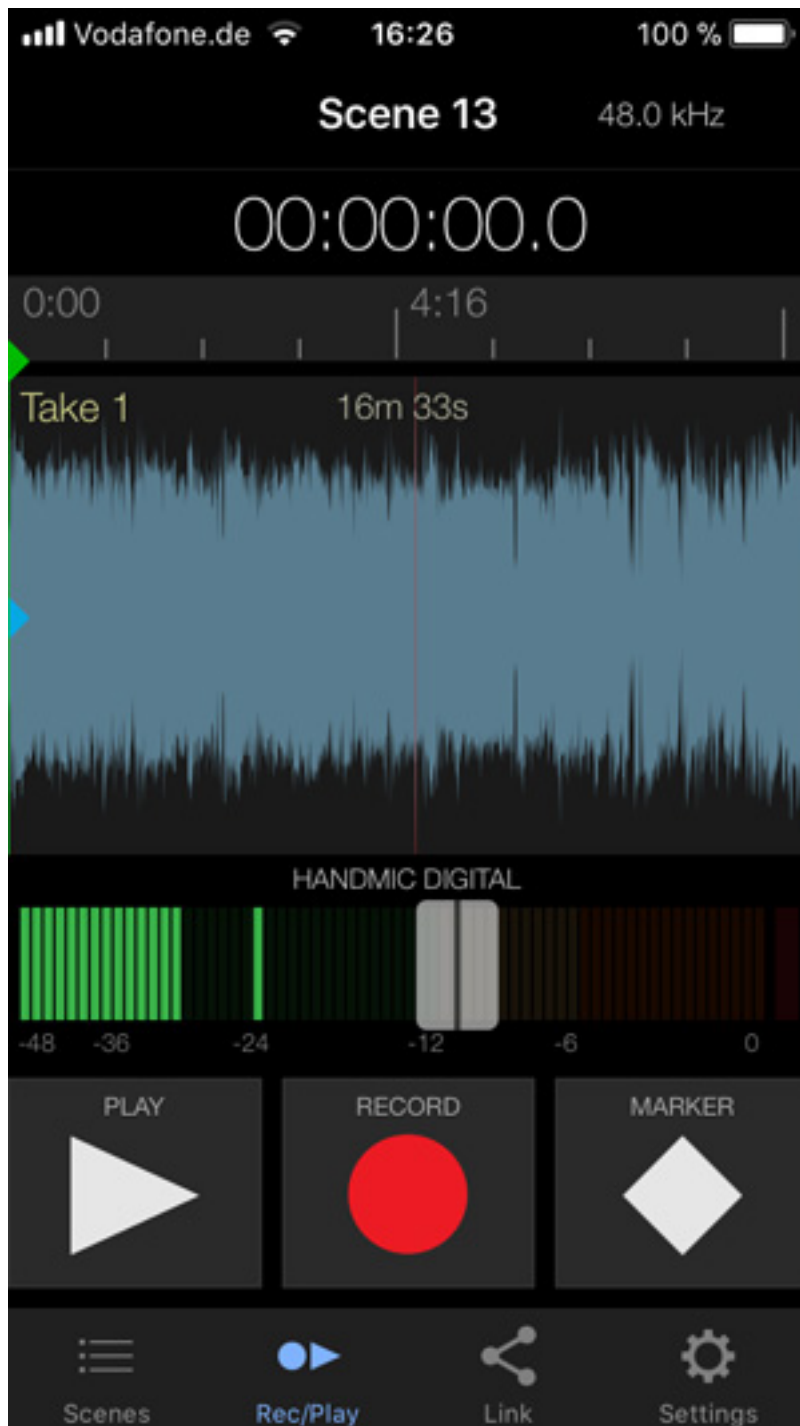 Vodafone.de 16:26 100 %
Scene 13 48.0 kHz
00:00:00.0
0:00 4:16
Take 1 16m 33s
HANDMIC DIGITAL
-48 -36 -24 -12 -6 0
PLAY RECORD MARKER
Scenes Rec/Play Link Settings